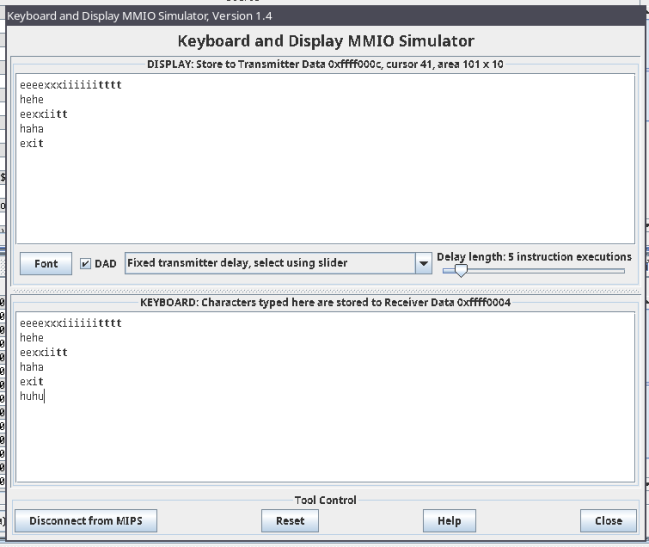 Keyboard and Display MMIO Simulator, Version 1.4
Keyboard and Display MMIO Simulator
DISPLAY: Store to Transmitter Data 0xffff000c, cursor 41, area 101 x 10
eeeexxxiiiiiitttt
hehe
eexxiitt
haha
exit
Font
DAD
Fixed transmitter delay, select using slider
Delay length: 5 instruction executions
KEYBOARD: Characters typed here are stored to Receiver Data 0xffff0004
eeeexxxiiiiiitttt
hehe
eexxiitt
haha
exit
huhu
Tool Control
Disconnect from MIPS
Reset
Help
Close